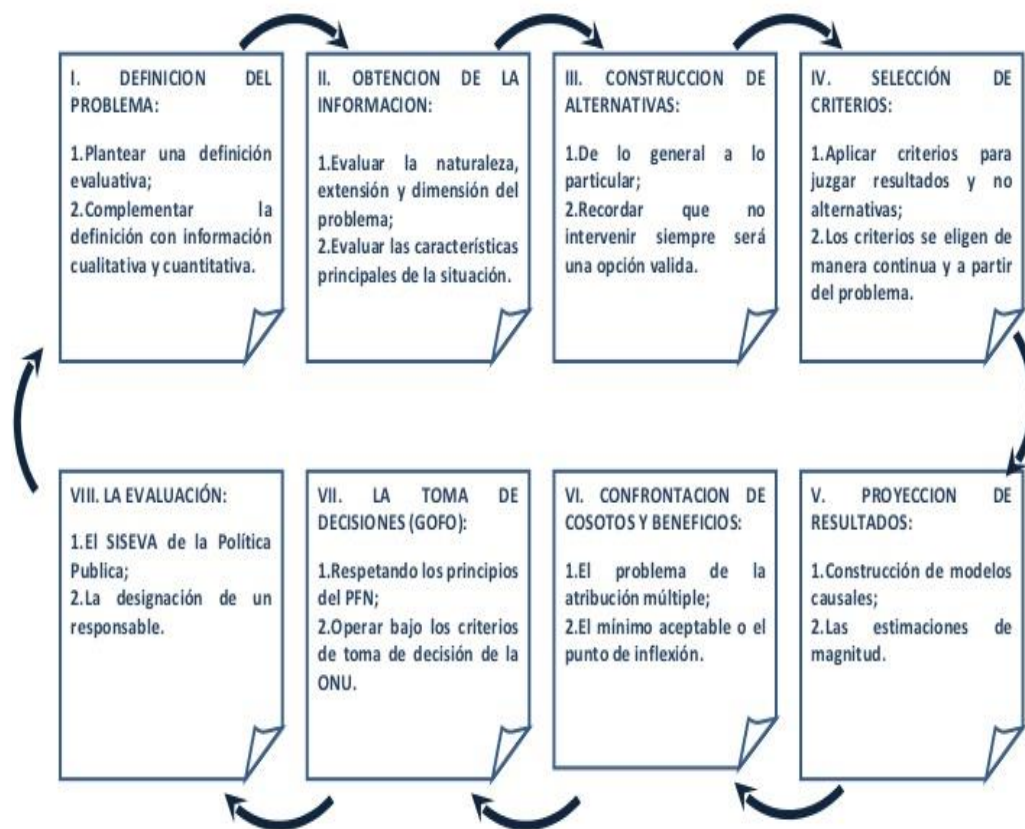 I. DEFINICION DEL
PROBLEMA:
1.Plantear una definición
evaluativa;
2.Complementar la
definición con información
cualitativa y cuantitativa.
II. OBTENCION DE LA
INFORMACION:
1.Evaluar la naturaleza,
extensión y dimensión del
problema;
2.Evaluar las características
principales de la situación.
III. CONSTRUCCION DE
ALTERNATIVAS:
1.De lo general a lo
particular;
2.Recordar que no
intervenir siempre será
una opción valida.
IV. SELECCIÓN DE
CRITERIOS:
1.Aplicar criterios para
juzgar resultados y no
alternativas;
2.Los criterios se eligen de
manera continua y a partir
del problema.
VIII. LA EVALUACIÓN:
1.El SISEVA de la Política
Publica;
2.La designación de un
responsable.
VII. LA TOMA DE
DECISIONES (GOFO):
1.Respetando los principios
del PFN;
2.Operar bajo los criterios
de toma de decisión de la
ONU.
VI. CONFRONTACION DE
COSOTOS Y BENEFICIOS:
1.El problema de la
atribución múltiple;
2.El mínimo aceptable o el
punto de inflexión.
V. PROYECCION DE
RESULTADOS:
1.Construcción de modelos
causales;
2.Las estimaciones de
magnitud.